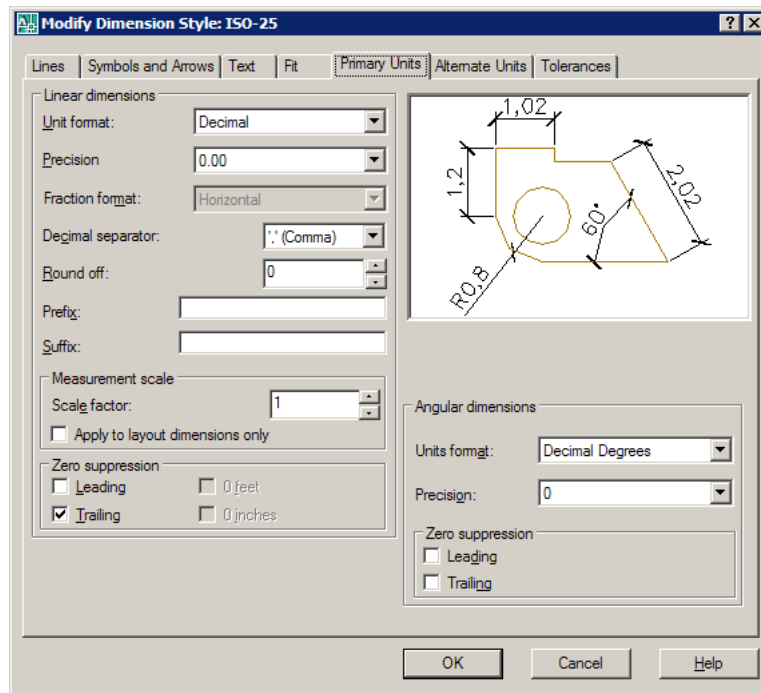 Modify Dimension Style: ISO-25
Lines
Symbols and Arrows
Text
Fit
Primary Units
Alternate Units
Tolerances
Linear dimensions
Unit format:
Decimal
Precision
0.00
Fraction format:
Horizontal
Decimal separator:
',' (Comma)
Round off:
0
Prefix:
Suffix:
Measurement scale
Scale factor:
1
Apply to layout dimensions only
Zero suppression
Leading
0 feet
Trailing
0 inches
1,02
1,2
2,02
60°
R0,8
Angular dimensions
Units format:
Decimal Degrees
Precision:
0
Zero suppression
Leading
Trailing
OK
Cancel
Help